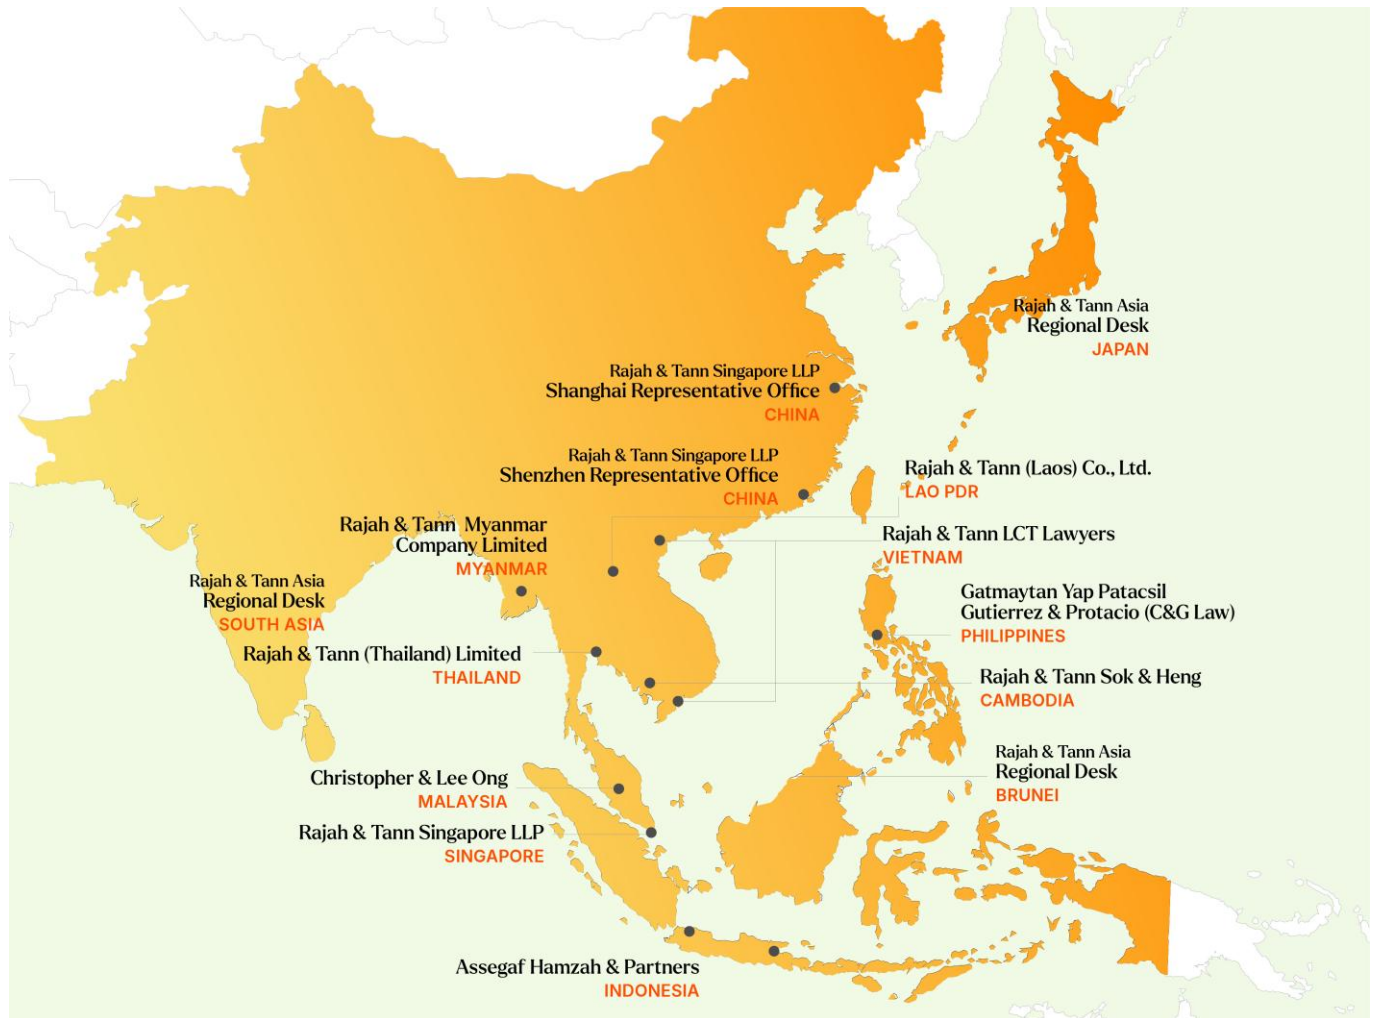 Rajah & Tann Asia
Regional Desk
JAPAN
Rajah & Tann Singapore LLP
Shanghai Representative Office
CHINA
Rajah & Tann Singapore LLP
Shenzhen Representative Office
CHINA
Rajah & Tann (Laos) Co., Ltd.
LAO PDR
Rajah & Tann Myanmar
Company Limited
MYANMAR
Rajah & Tann LCT Lawyers
VIETNAM
Rajah & Tann Asia
Regional Desk
SOUTH ASIA
Gatmaytan Yap Patacsil
Gutierrez & Protacio (C&G Law)
PHILIPPINES
Rajah & Tann (Thailand) Limited
THAILAND
Rajah & Tann Sok & Heng
CAMBODIA
Rajah & Tann Asia
Regional Desk
BRUNEI
Christopher & Lee Ong
MALAYSIA
Rajah & Tann Singapore LLP
SINGAPORE
Assegaf Hamzah & Partners
INDONESIA